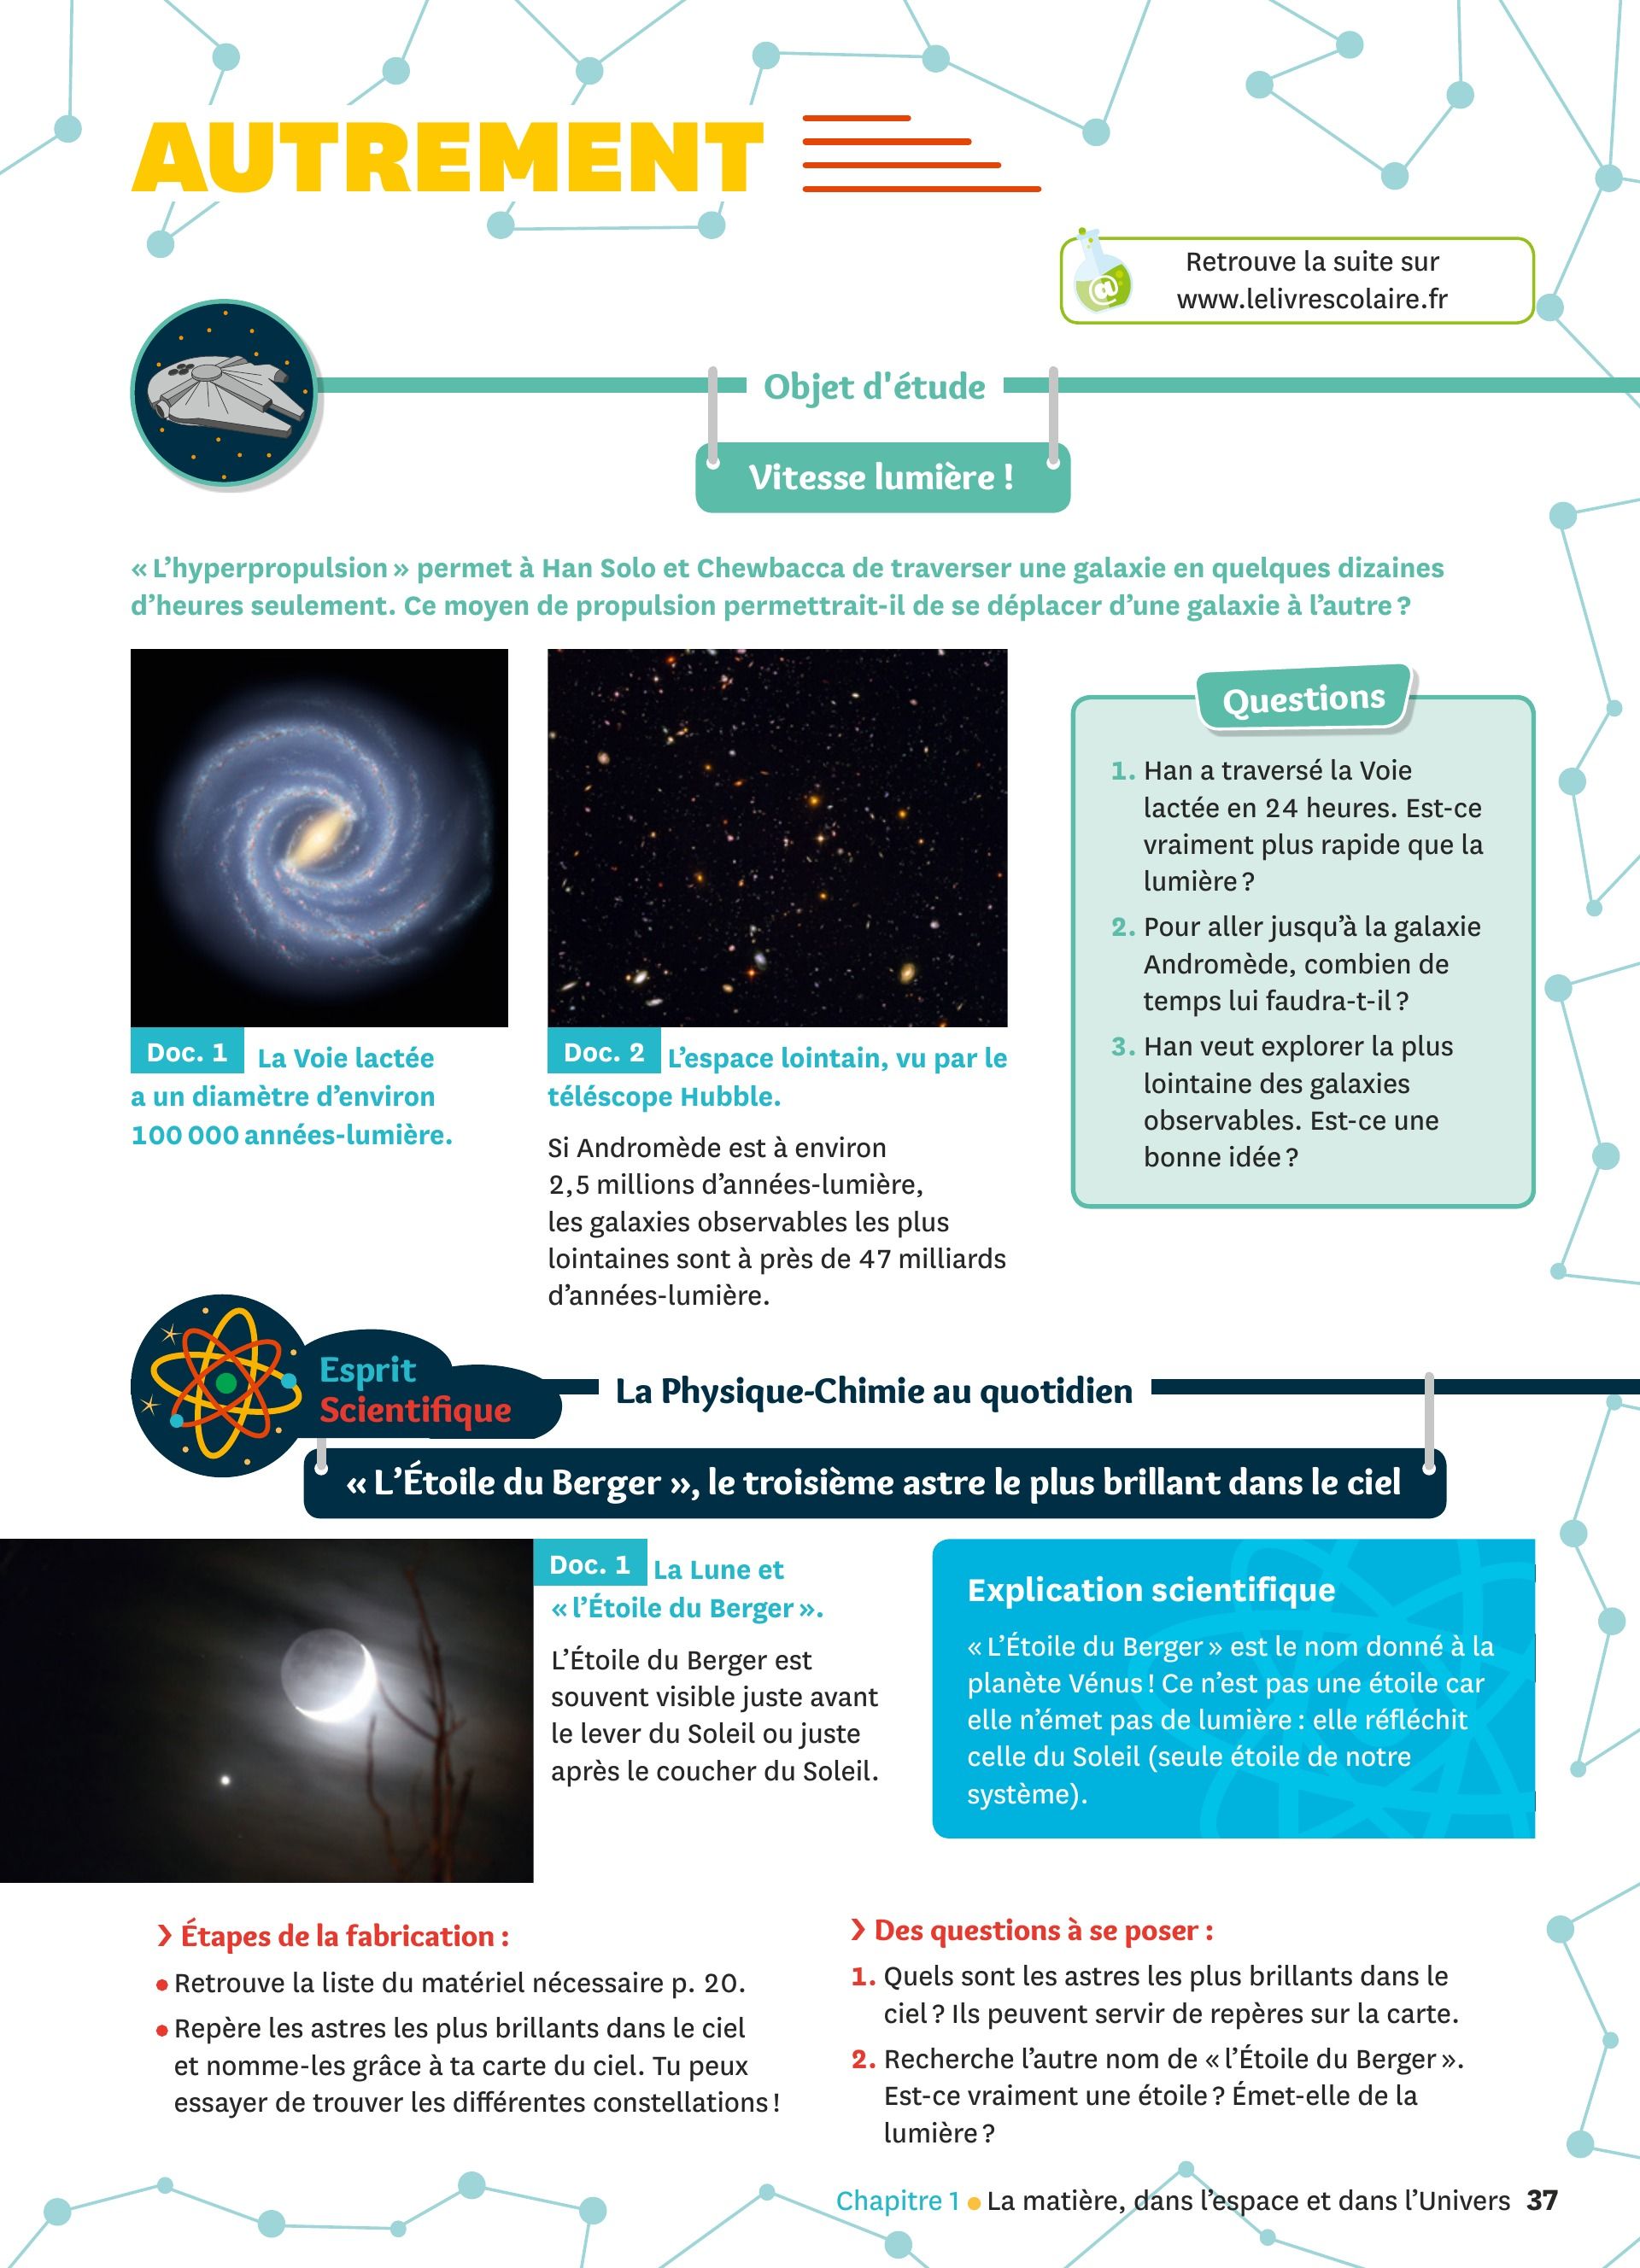 AUTREMENT
Retrouve la suite sur
www.lelivrescolaire.fr
Objet d'étude
Vitesse lumière !
« L’hyperpropulsion » permet à Han Solo et Chewbacca de traverser une galaxie en quelques dizaines
d’heures seulement. Ce moyen de propulsion permettrait-il de se déplacer d’une galaxie à l’autre ?
Doc. 1 La Voie lactée
a un diamètre d’environ
100 000 années-lumière.
Doc. 2 L’espace lointain, vu par le
téléscope Hubble.
Si Andromède est à environ
2,5 millions d’années-lumière,
les galaxies observables les plus
lointaines sont à près de 47 milliards
d’années-lumière.
Questions
1. Han a traversé la Voie
lactée en 24 heures. Est-ce
vraiment plus rapide que la
lumière ?
2. Pour aller jusqu’à la galaxie
Andromède, combien de
temps lui faudra-t-il ?
3. Han veut explorer la plus
lointaine des galaxies
observables. Est-ce une
bonne idée ?
Esprit
Scientifique
La Physique-Chimie au quotidien
« L’Étoile du Berger », le troisième astre le plus brillant dans le ciel
Doc. 1 La Lune et
« l’Étoile du Berger ».
L’Étoile du Berger est
souvent visible juste avant
le lever du Soleil ou juste
après le coucher du Soleil.
Explication scientifique
« L’Étoile du Berger » est le nom donné à la
planète Vénus ! Ce n’est pas une étoile car
elle n’émet pas de lumière : elle réfléchit
celle du Soleil (seule étoile de notre
système).
› Étapes de la fabrication :
• Retrouve la liste du matériel nécessaire p. 20.
• Repère les astres les plus brillants dans le ciel
et nomme-les grâce à ta carte du ciel. Tu peux
essayer de trouver les différentes constellations !
› Des questions à se poser :
1. Quels sont les astres les plus brillants dans le
ciel ? Ils peuvent servir de repères sur la carte.
2. Recherche l’autre nom de « l’Étoile du Berger ».
Est-ce vraiment une étoile ? Émet-elle de la
lumière ?
Chapitre 1 • La matière, dans l’espace et dans l’Univers 37